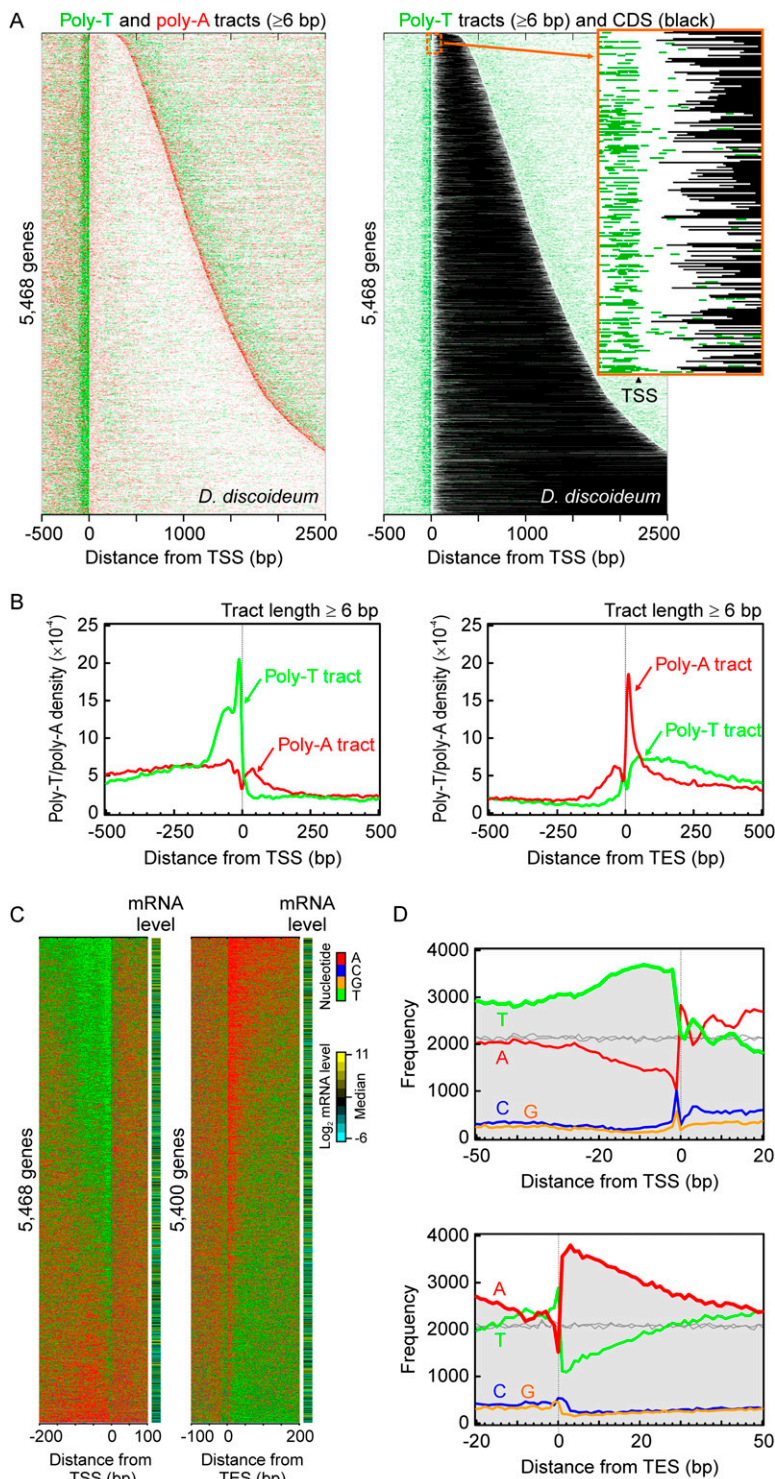 A
Poly-T and poly-A tracts (≥6 bp)
Poly-T tracts (≥6 bp) and CDS (black)
5,468 genes
D. discoideum
-500 0 1000 2500
Distance from TSS (bp)
5,468 genes
TSS
D. discoideum
-500 0 1000 2500
Distance from TSS (bp)
B
Tract length ≥ 6 bp
Poly-T/poly-A density (×10⁻⁴)
25
20
15
10
5
0
Poly-T tract
Poly-A tract
-500 -250 0 250 500
Distance from TSS (bp)
Tract length ≥ 6 bp
Poly-T/poly-A density (×10⁻⁴)
25
20
15
10
5
0
Poly-A tract
Poly-T tract
-500 -250 0 250 500
Distance from TES (bp)
C
mRNA
level
mRNA
level
5,468 genes
5,400 genes
Nucleotide
A
C
G
T
Log₂ mRNA level
11
Median
-6
-200 0 100
Distance from
TSS (bp)
-100 0 200
Distance from
TES (bp)
D
Frequency
4000
3000
2000
1000
0
T
A
C G
-50 -20 0 20
Distance from TSS (bp)
Frequency
4000
3000
2000
1000
0
A
T
C G
-20 0 20 50
Distance from TES (bp)